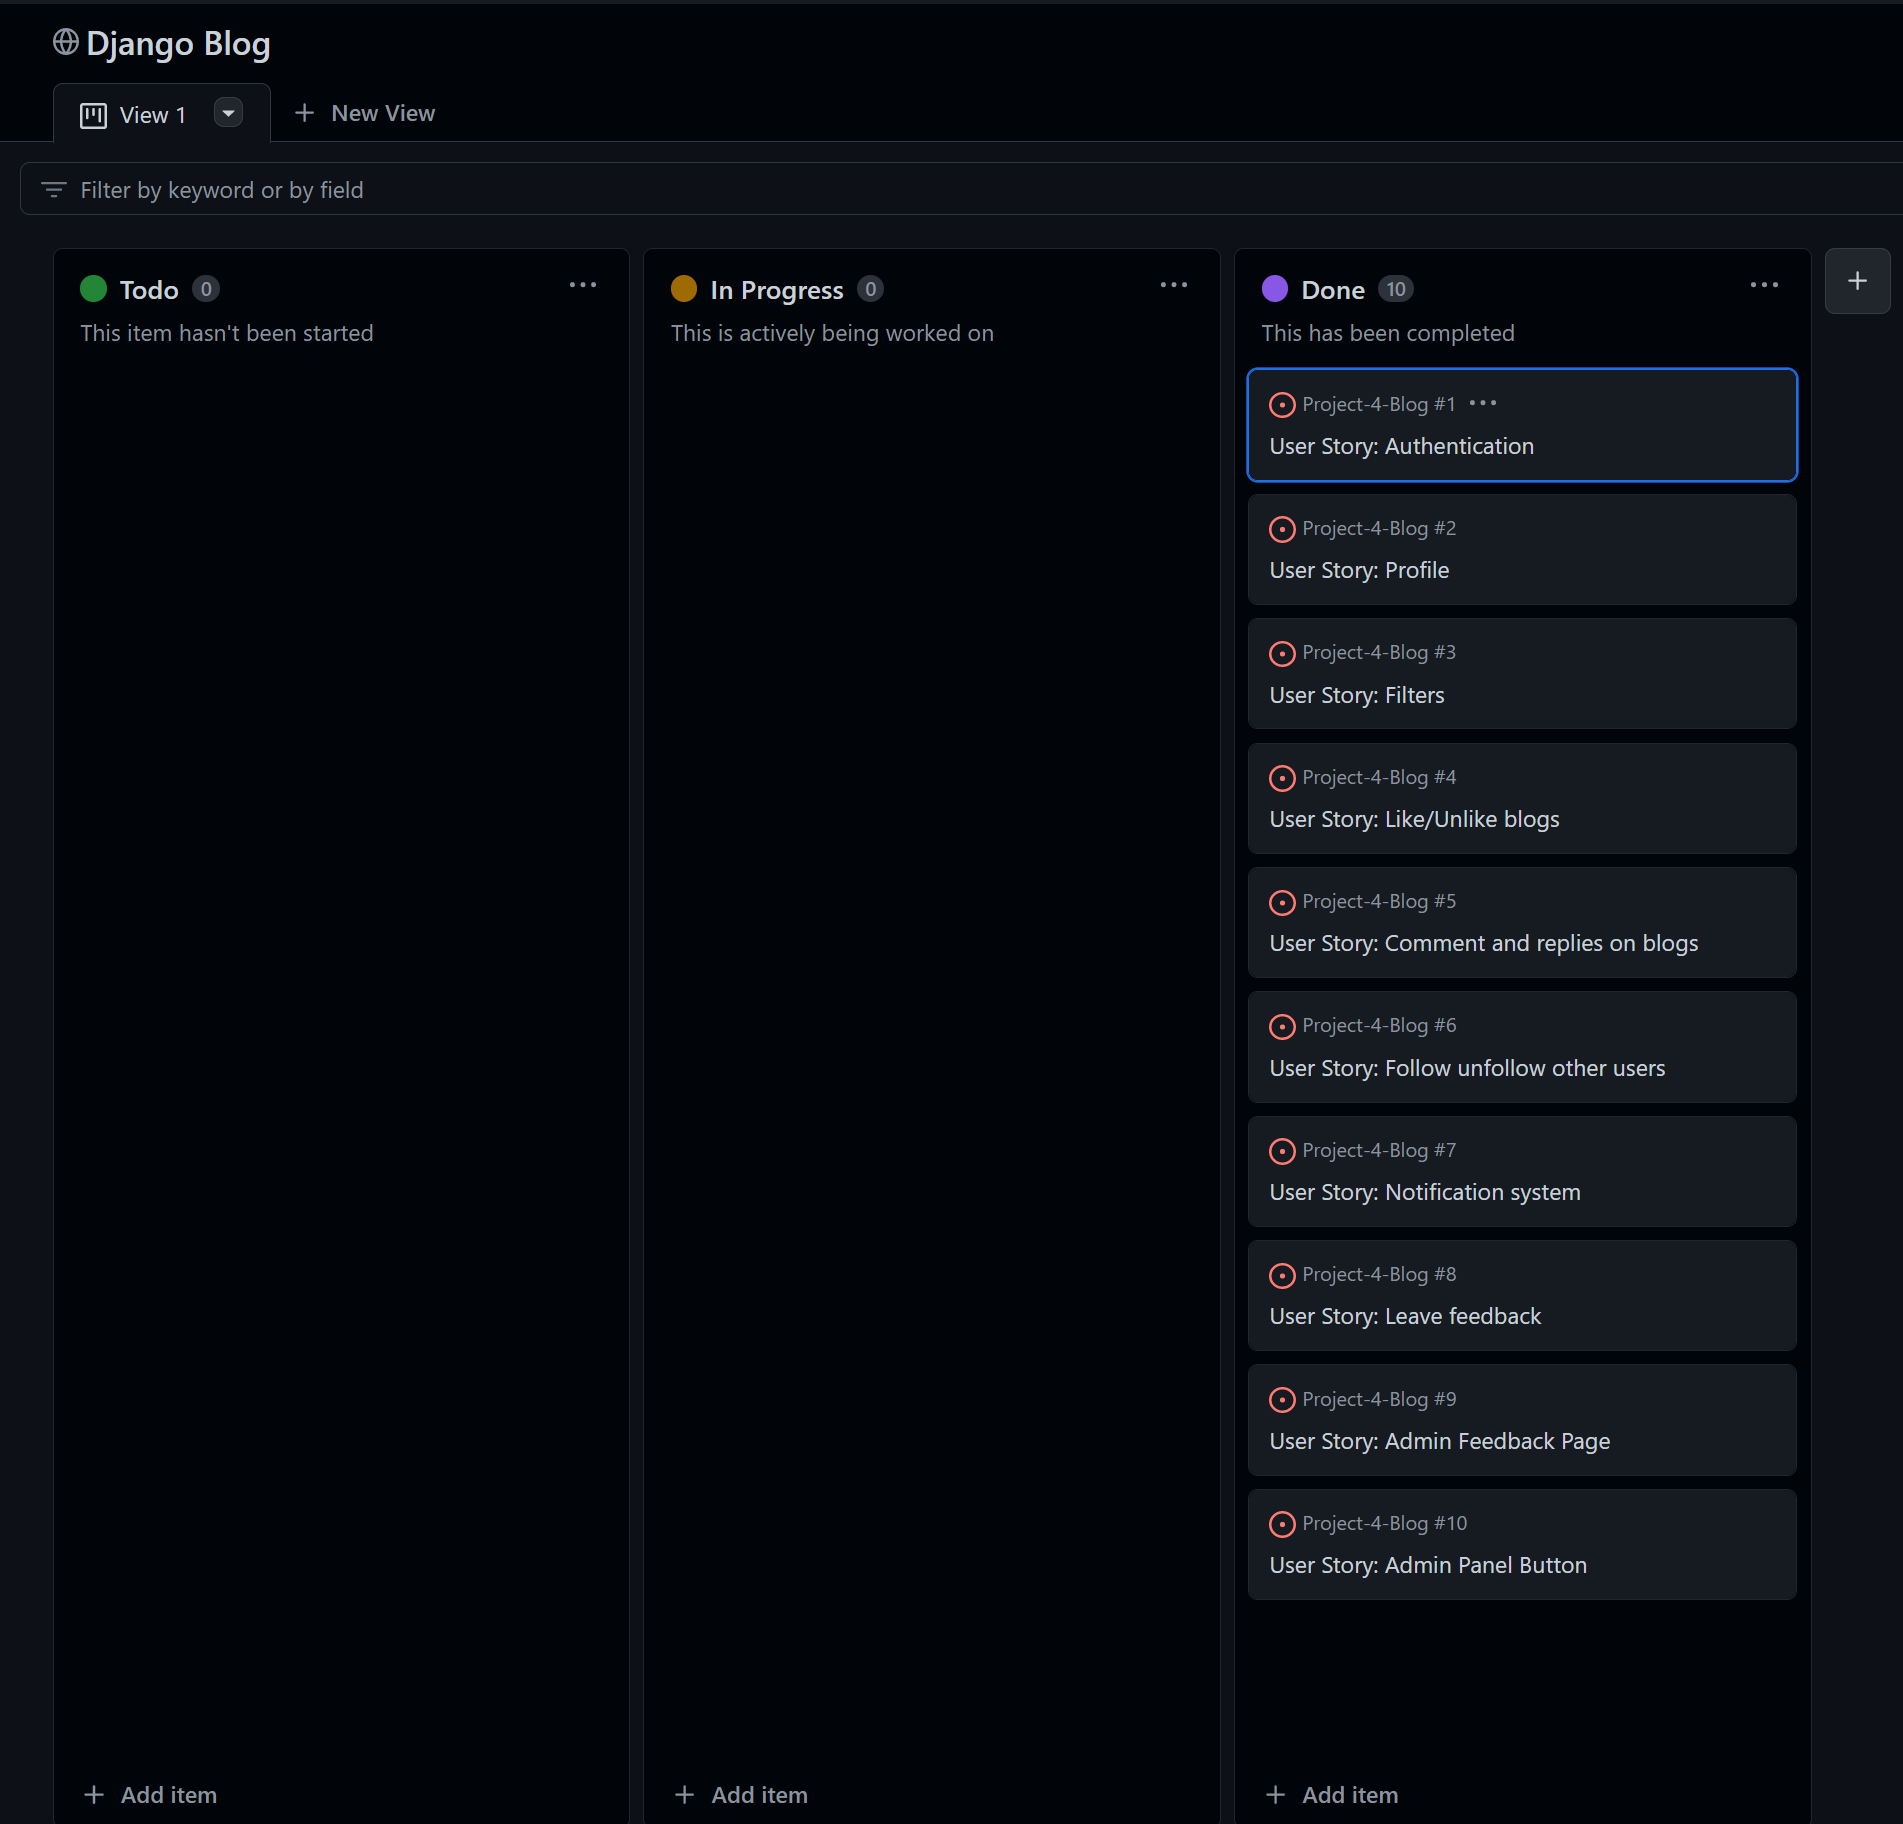 Django Blog
View 1
New View
Filter by keyword or by field
Todo 0
This item hasn't been started
Add item
In Progress 0
This is actively being worked on
Add item
Done 10
This has been completed
Project-4-Blog #1
User Story: Authentication
Project-4-Blog #2
User Story: Profile
Project-4-Blog #3
User Story: Filters
Project-4-Blog #4
User Story: Like/Unlike blogs
Project-4-Blog #5
User Story: Comment and replies on blogs
Project-4-Blog #6
User Story: Follow unfollow other users
Project-4-Blog #7
User Story: Notification system
Project-4-Blog #8
User Story: Leave feedback
Project-4-Blog #9
User Story: Admin Feedback Page
Project-4-Blog #10
User Story: Admin Panel Button
Add item